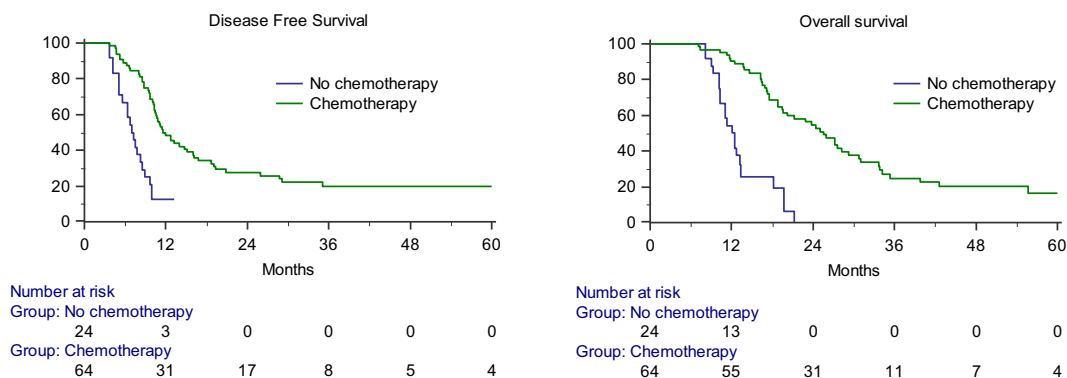 Disease Free Survival
100
80
60
40
20
0
No chemotherapy
Chemotherapy
0 12 24 36 48 60
Months
Number at risk
Group: No chemotherapy
24 3 0 0 0 0
Group: Chemotherapy
64 31 17 8 5 4
Overall survival
100
80
60
40
20
0
No chemotherapy
Chemotherapy
0 12 24 36 48 60
Months
Number at risk
Group: No chemotherapy
24 13 0 0 0 0
Group: Chemotherapy
64 55 31 11 7 4